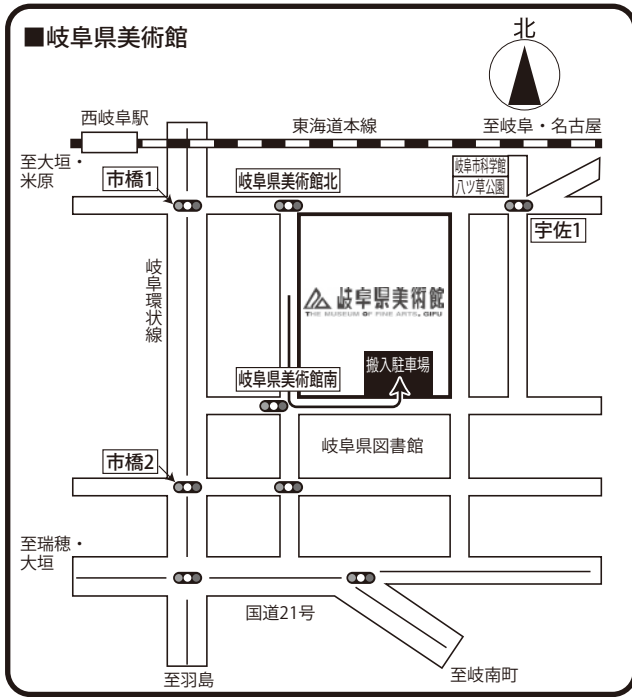 ■岐阜県美術館
北
西岐阜駅
東海道本線
至岐阜・名古屋
至大垣・
米原
市橋1
岐阜県美術館北
岐阜市科学館
八ツ草公園
宇佐1
岐阜環状線
岐阜県美術館
THE MUSEUM OF FINE ARTS, GIFU
搬入駐車場
岐阜県美術館南
岐阜県図書館
市橋2
至瑞穂・
大垣
国道21号
至羽島
至岐南町